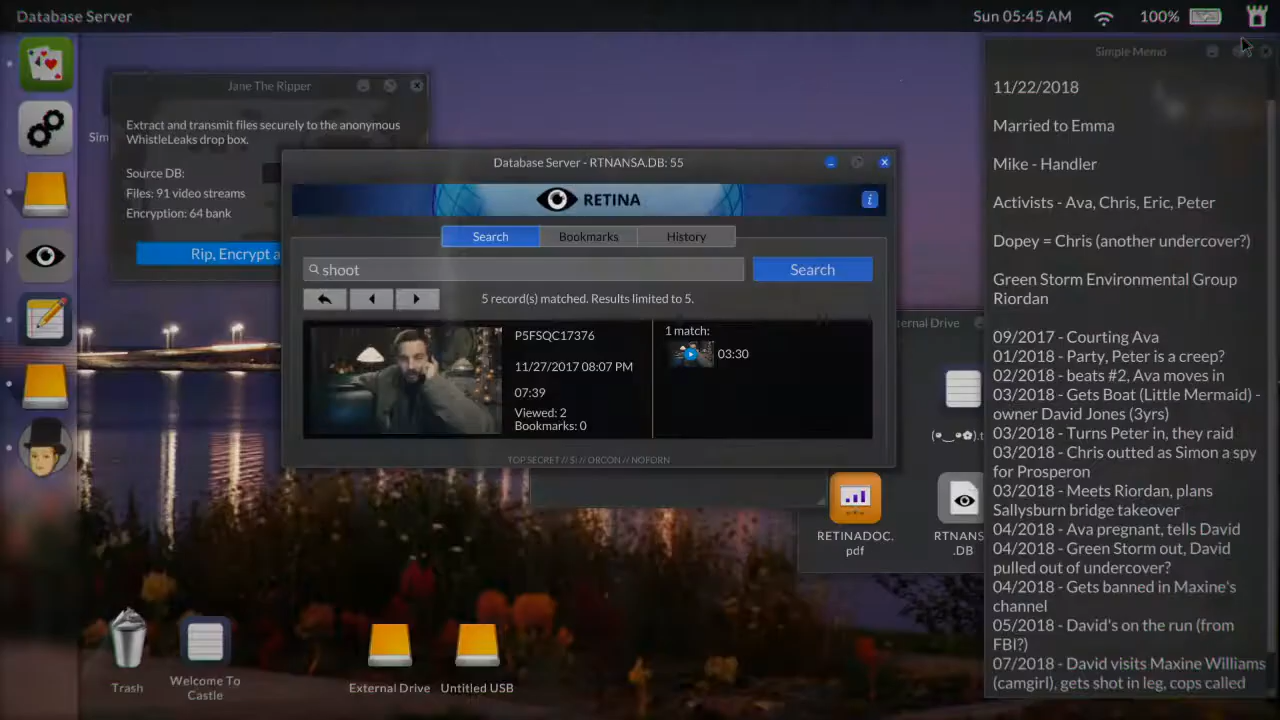 Database Server
Sun 05:45 AM
100%
Simple Memo
11/22/2018
Married to Emma
Mike - Handler
Activists - Ava, Chris, Eric, Peter
Dopey = Chris (another undercover?)
Green Storm Environmental Group
Riordan
09/2017 - Courting Ava
01/2018 - Party, Peter is a creep?
02/2018 - beats #2, Ava moves in
03/2018 - Gets Boat (Little Mermaid) -
owner David Jones (3yrs)
03/2018 - Turns Peter in, they raid
03/2018 - Chris outted as Simon a spy
for Prosperon
03/2018 - Meets Riordan, plans
Sallysburn bridge takeover
04/2018 - Ava pregnant, tells David
04/2018 - Green Storm out, David
pulled out of undercover?
04/2018 - Gets banned in Maxine's
channel
05/2018 - David's on the run (from
FBI?)
07/2018 - David visits Maxine Williams
(camgirl), gets shot in leg, cops called
Jane The Ripper
Sim
Extract and transmit files securely to the anonymous
WhistleLeaks drop box.
Source DB:
Files: 91 video streams
Encryption: 64 bank
Rip, Encrypt a
Database Server - RTNANSA.DB: 55
RETINA
i
Search
Bookmarks
History
shoot
Search
5 record(s) matched. Results limited to 5.
P5FSQC17376
11/27/2017 08:07 PM
07:39
Viewed: 2
Bookmarks: 0
1 match:
03:30
TOP SECRET // SI // ORCON // NOFORN
ternal Drive
(•‿•✿).t
RETINADOC.
pdf
RTNANS
.DB
Trash
Welcome To
Castle
External Drive
Untitled USB